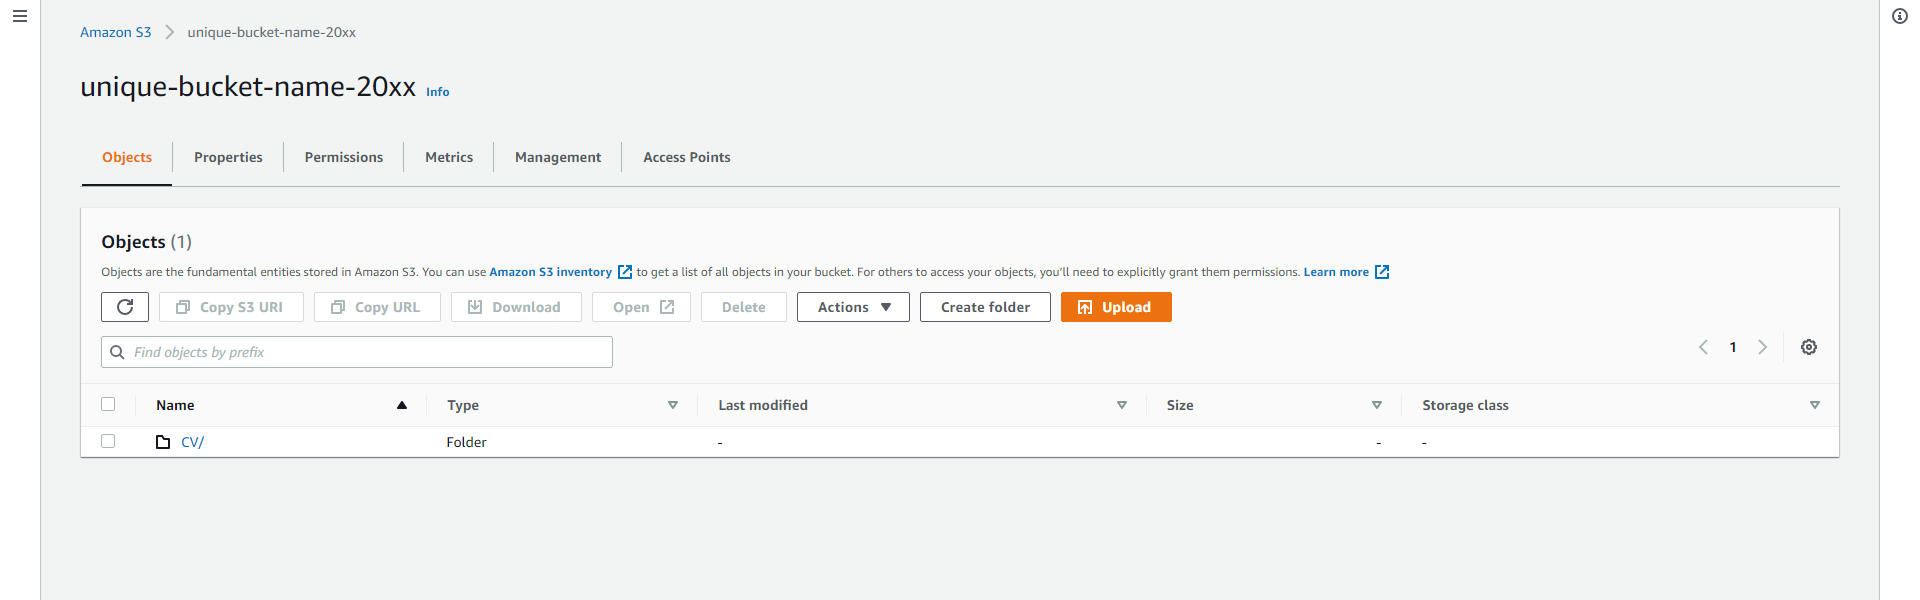 Amazon S3 unique-bucket-name-20xx
unique-bucket-name-20xx Info
Objects Properties Permissions Metrics Management Access Points
Objects (1)
Objects are the fundamental entities stored in Amazon S3. You can use Amazon S3 inventory to get a list of all objects in your bucket. For others to access your objects, you’ll need to explicitly grant them permissions. Learn more
Copy S3 URI Copy URL Download Open Delete Actions Create folder Upload
Find objects by prefix 1
Name Type Last modified Size Storage class
CV/ Folder - - -